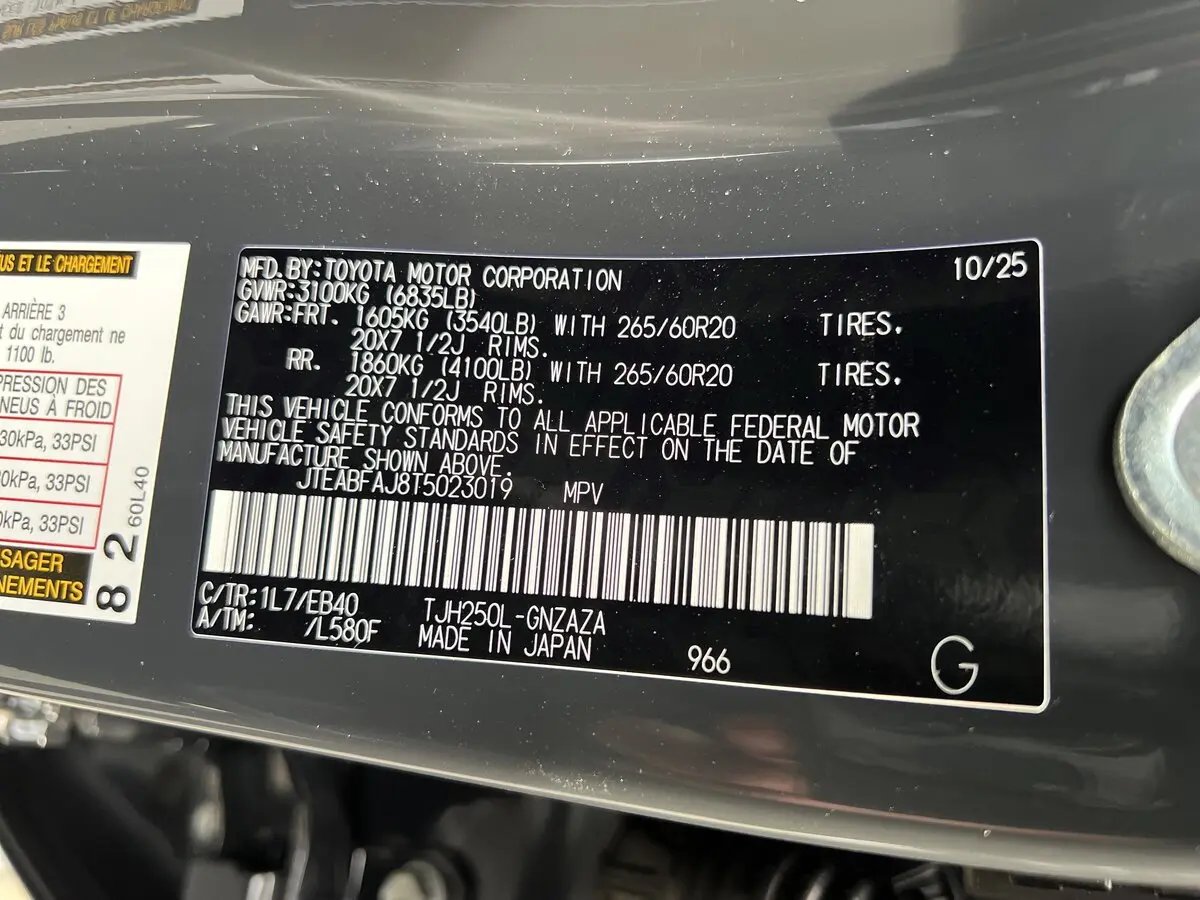 US ET LE CHARGEMENT
ARRIÈRE 3
t du chargement ne
1100 lb.
PRESSION DES
NEUS À FROID
30kPa, 33PSI
0kPa, 33PSI
0kPa, 33PSI
SAGER
NEMENTS
82 60L40
MFD.BY:TOYOTA MOTOR CORPORATION 10/25
GVWR:3100KG (6835LB)
GAWR:FRT. 1605KG (3540LB) WITH 265/60R20 TIRES.
20X7 1/2J RIMS.
RR. 1860KG (4100LB) WITH 265/60R20 TIRES.
20X7 1/2J RIMS.
THIS VEHICLE CONFORMS TO ALL APPLICABLE FEDERAL MOTOR
VEHICLE SAFETY STANDARDS IN EFFECT ON THE DATE OF
MANUFACTURE SHOWN ABOVE.
JTEABFAJ8T5023019 MPV
C/TR:1L7/EB40 TJH250L-GNZAZA
A/TM: /L580F MADE IN JAPAN 966 G